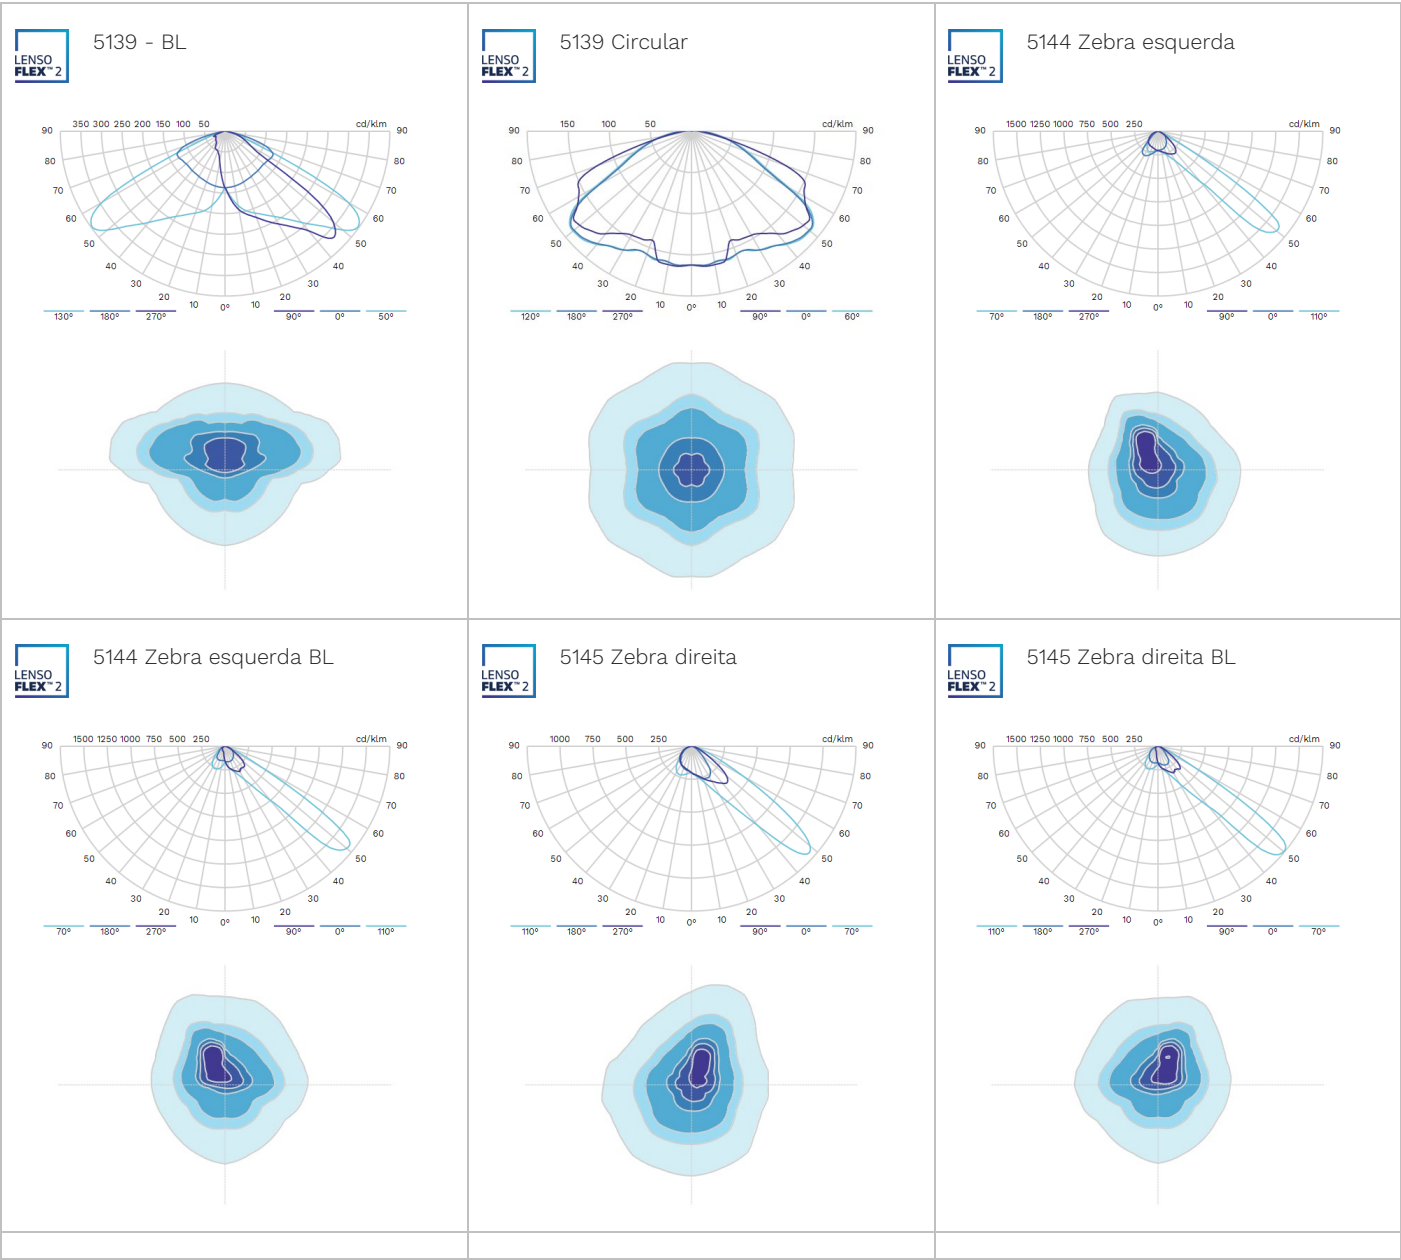 LENSO
FLEX™ 2
5139 - BL
350 300 250 200 150 100 50 cd/klm
90 90
80 80
70 70
60 60
50 50
40 40
30 30
20 20
10 0° 10
130° 180° 270° 90° 0° 50°
LENSO
FLEX™ 2
5139 Circular
150 100 50 cd/klm
90 90
80 80
70 70
60 60
50 50
40 40
30 30
20 20
10 0° 10
120° 180° 270° 90° 0° 60°
LENSO
FLEX™ 2
5144 Zebra esquerda
1500 1250 1000 750 500 250 cd/klm
90 90
80 80
70 70
60 60
50 50
40 40
30 30
20 20
10 0° 10
70° 180° 270° 90° 0° 110°
LENSO
FLEX™ 2
5144 Zebra esquerda BL
1500 1250 1000 750 500 250 cd/klm
90 90
80 80
70 70
60 60
50 50
40 40
30 30
20 20
10 0° 10
70° 180° 270° 90° 0° 110°
LENSO
FLEX™ 2
5145 Zebra direita
1000 750 500 250 cd/klm
90 90
80 80
70 70
60 60
50 50
40 40
30 30
20 20
10 0° 10
110° 180° 270° 90° 0° 70°
LENSO
FLEX™ 2
5145 Zebra direita BL
1500 1250 1000 750 500 250 cd/klm
90 90
80 80
70 70
60 60
50 50
40 40
30 30
20 20
10 0° 10
110° 180° 270° 90° 0° 70°